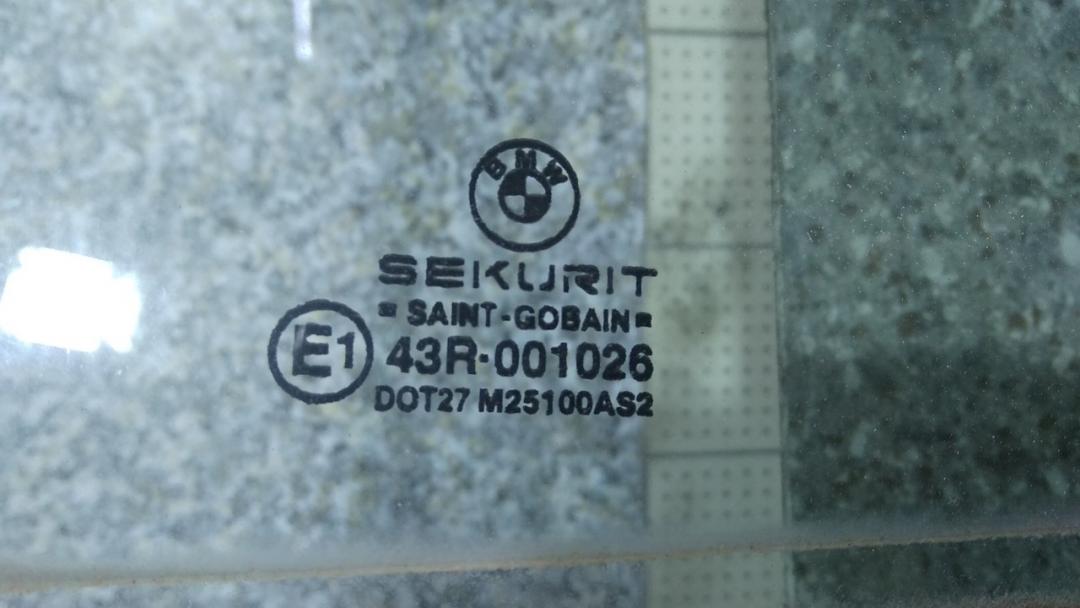 BMW
SEKURIT
SAINT-GOBAIN
E1
43R-001026
DOT27 M25100AS2